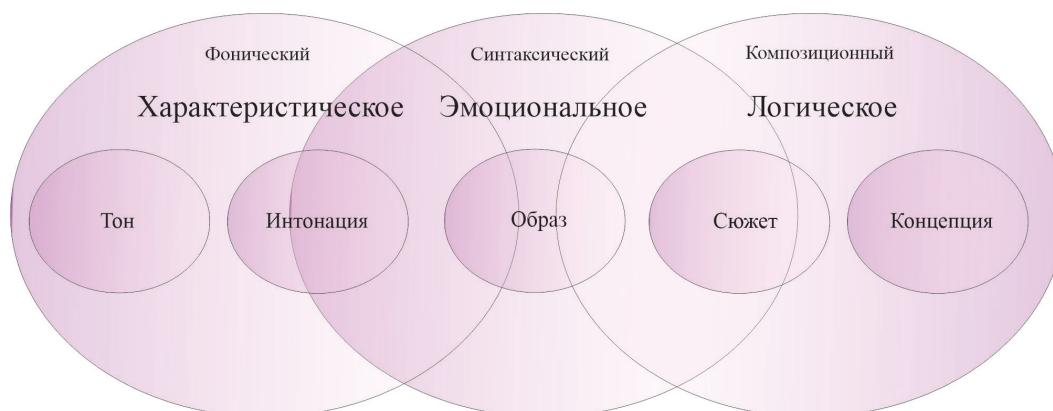 Фонический Синтаксический Композиционный
Характеристическое Эмоциональное Логическое
Тон Интонация Образ Сюжет Концепция